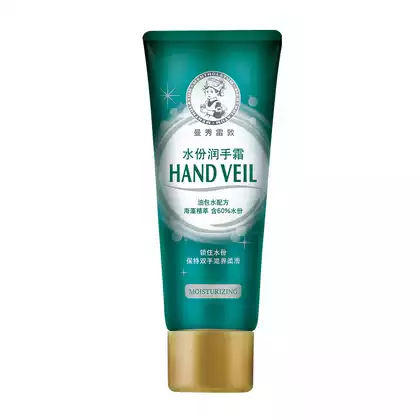 曼秀雷敦
水份润手霜
HAND VEIL
油包水配方
海藻精萃 含60%水份
锁住水份
保持双手滋养柔滑
MOISTURIZING